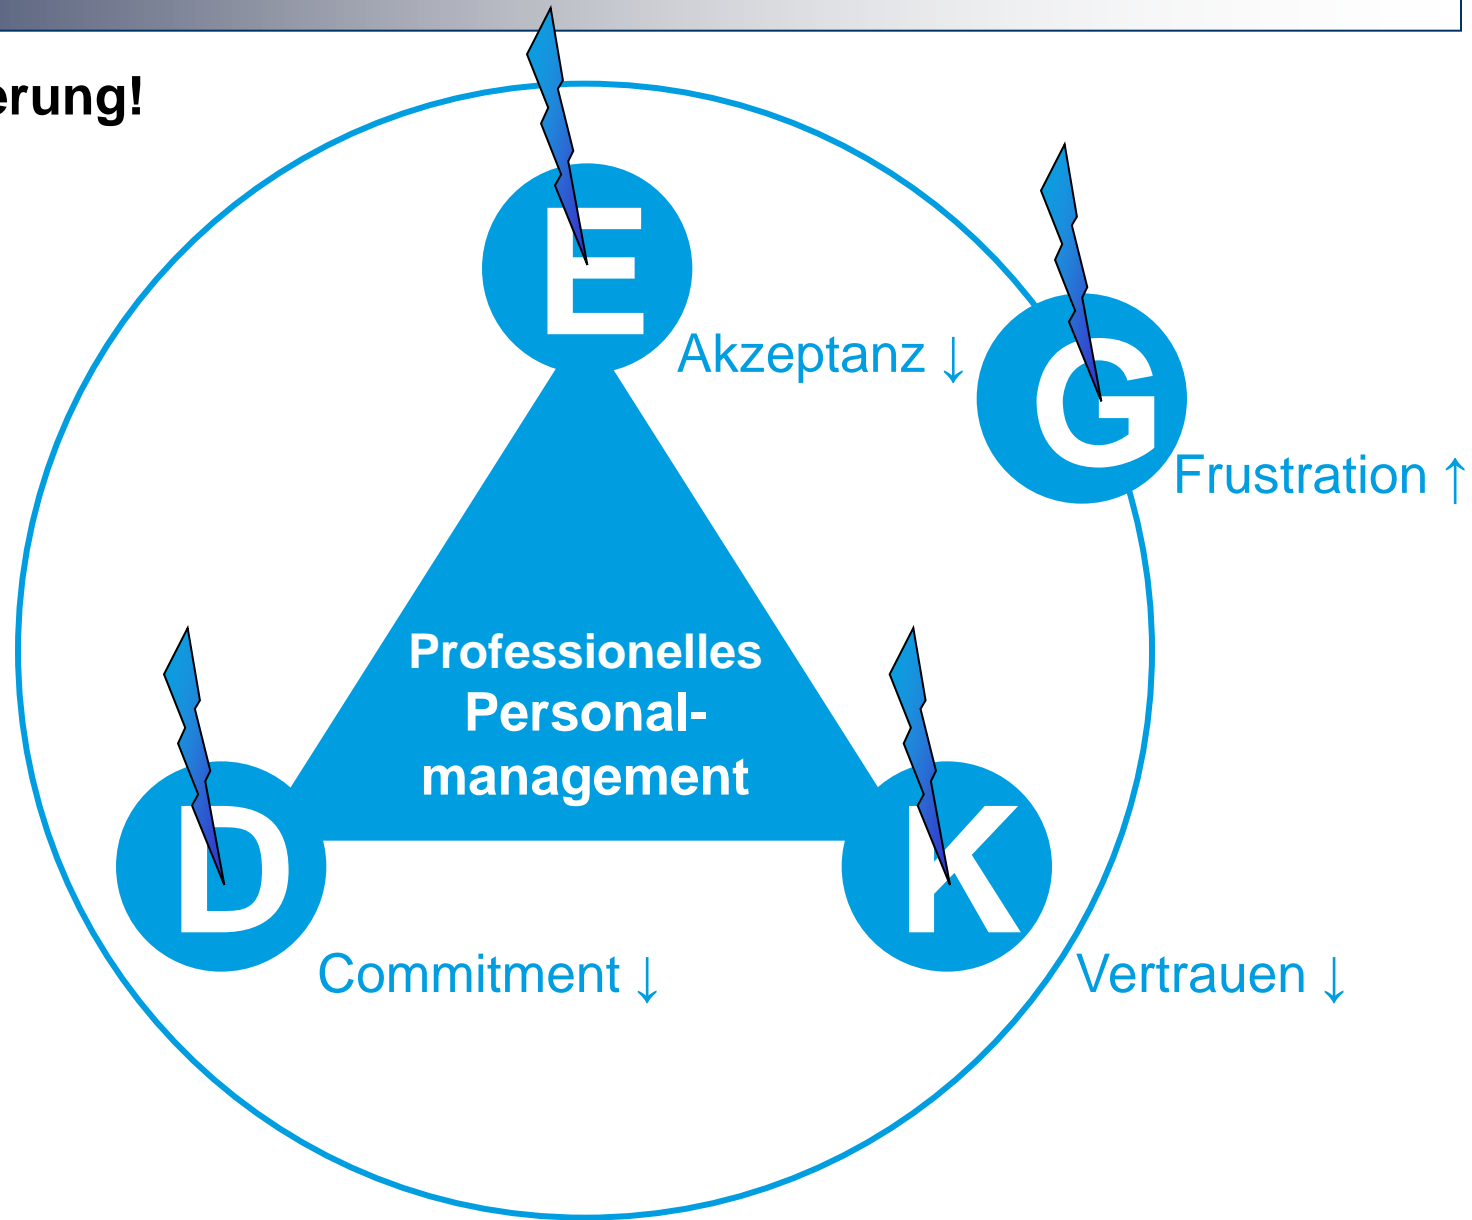 erung!
E
Akzeptanz ↓
G
Frustration ↑
Professionelles
Personal-
management
D
K
Commitment ↓
Vertrauen ↓